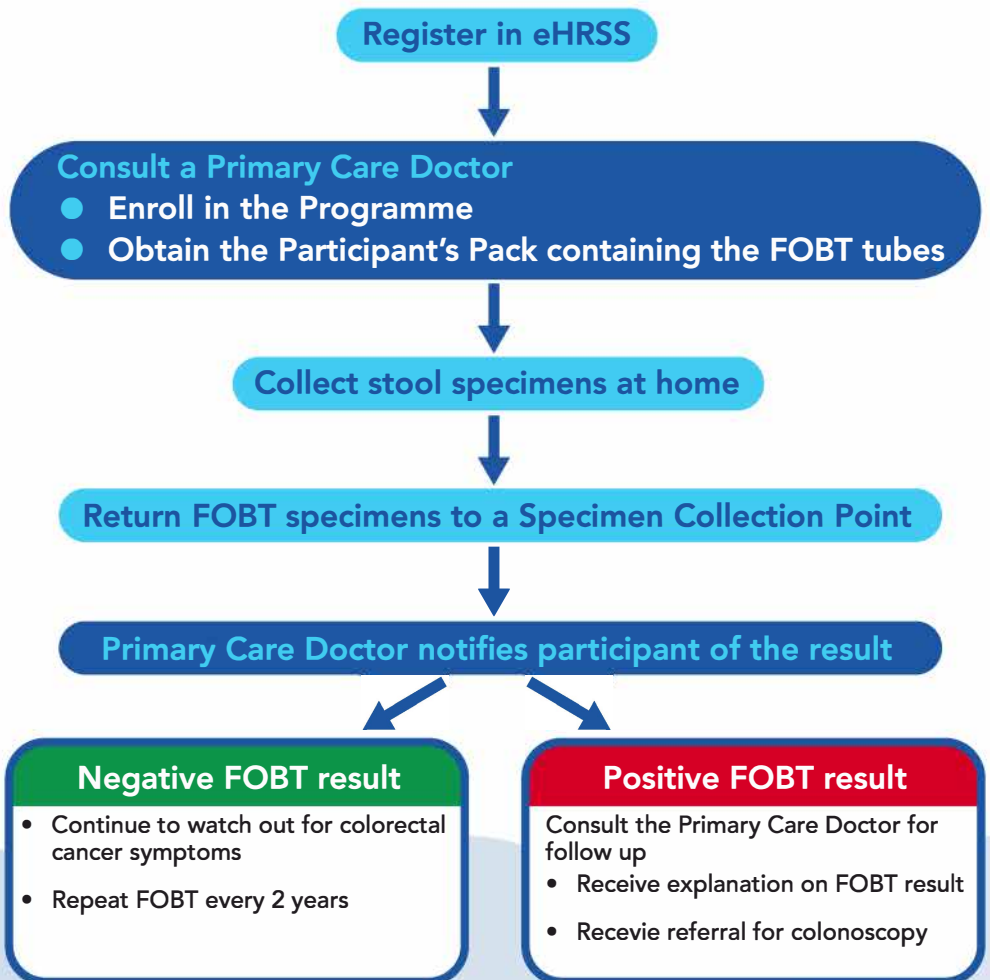 Register in eHRSS
Consult a Primary Care Doctor
● Enroll in the Programme
● Obtain the Participant's Pack containing the FOBT tubes
Collect stool specimens at home
Return FOBT specimens to a Specimen Collection Point
Primary Care Doctor notifies participant of the result
Negative FOBT result
• Continue to watch out for colorectal
cancer symptoms
• Repeat FOBT every 2 years
Positive FOBT result
Consult the Primary Care Doctor for
follow up
• Receive explanation on FOBT result
• Recevie referral for colonoscopy